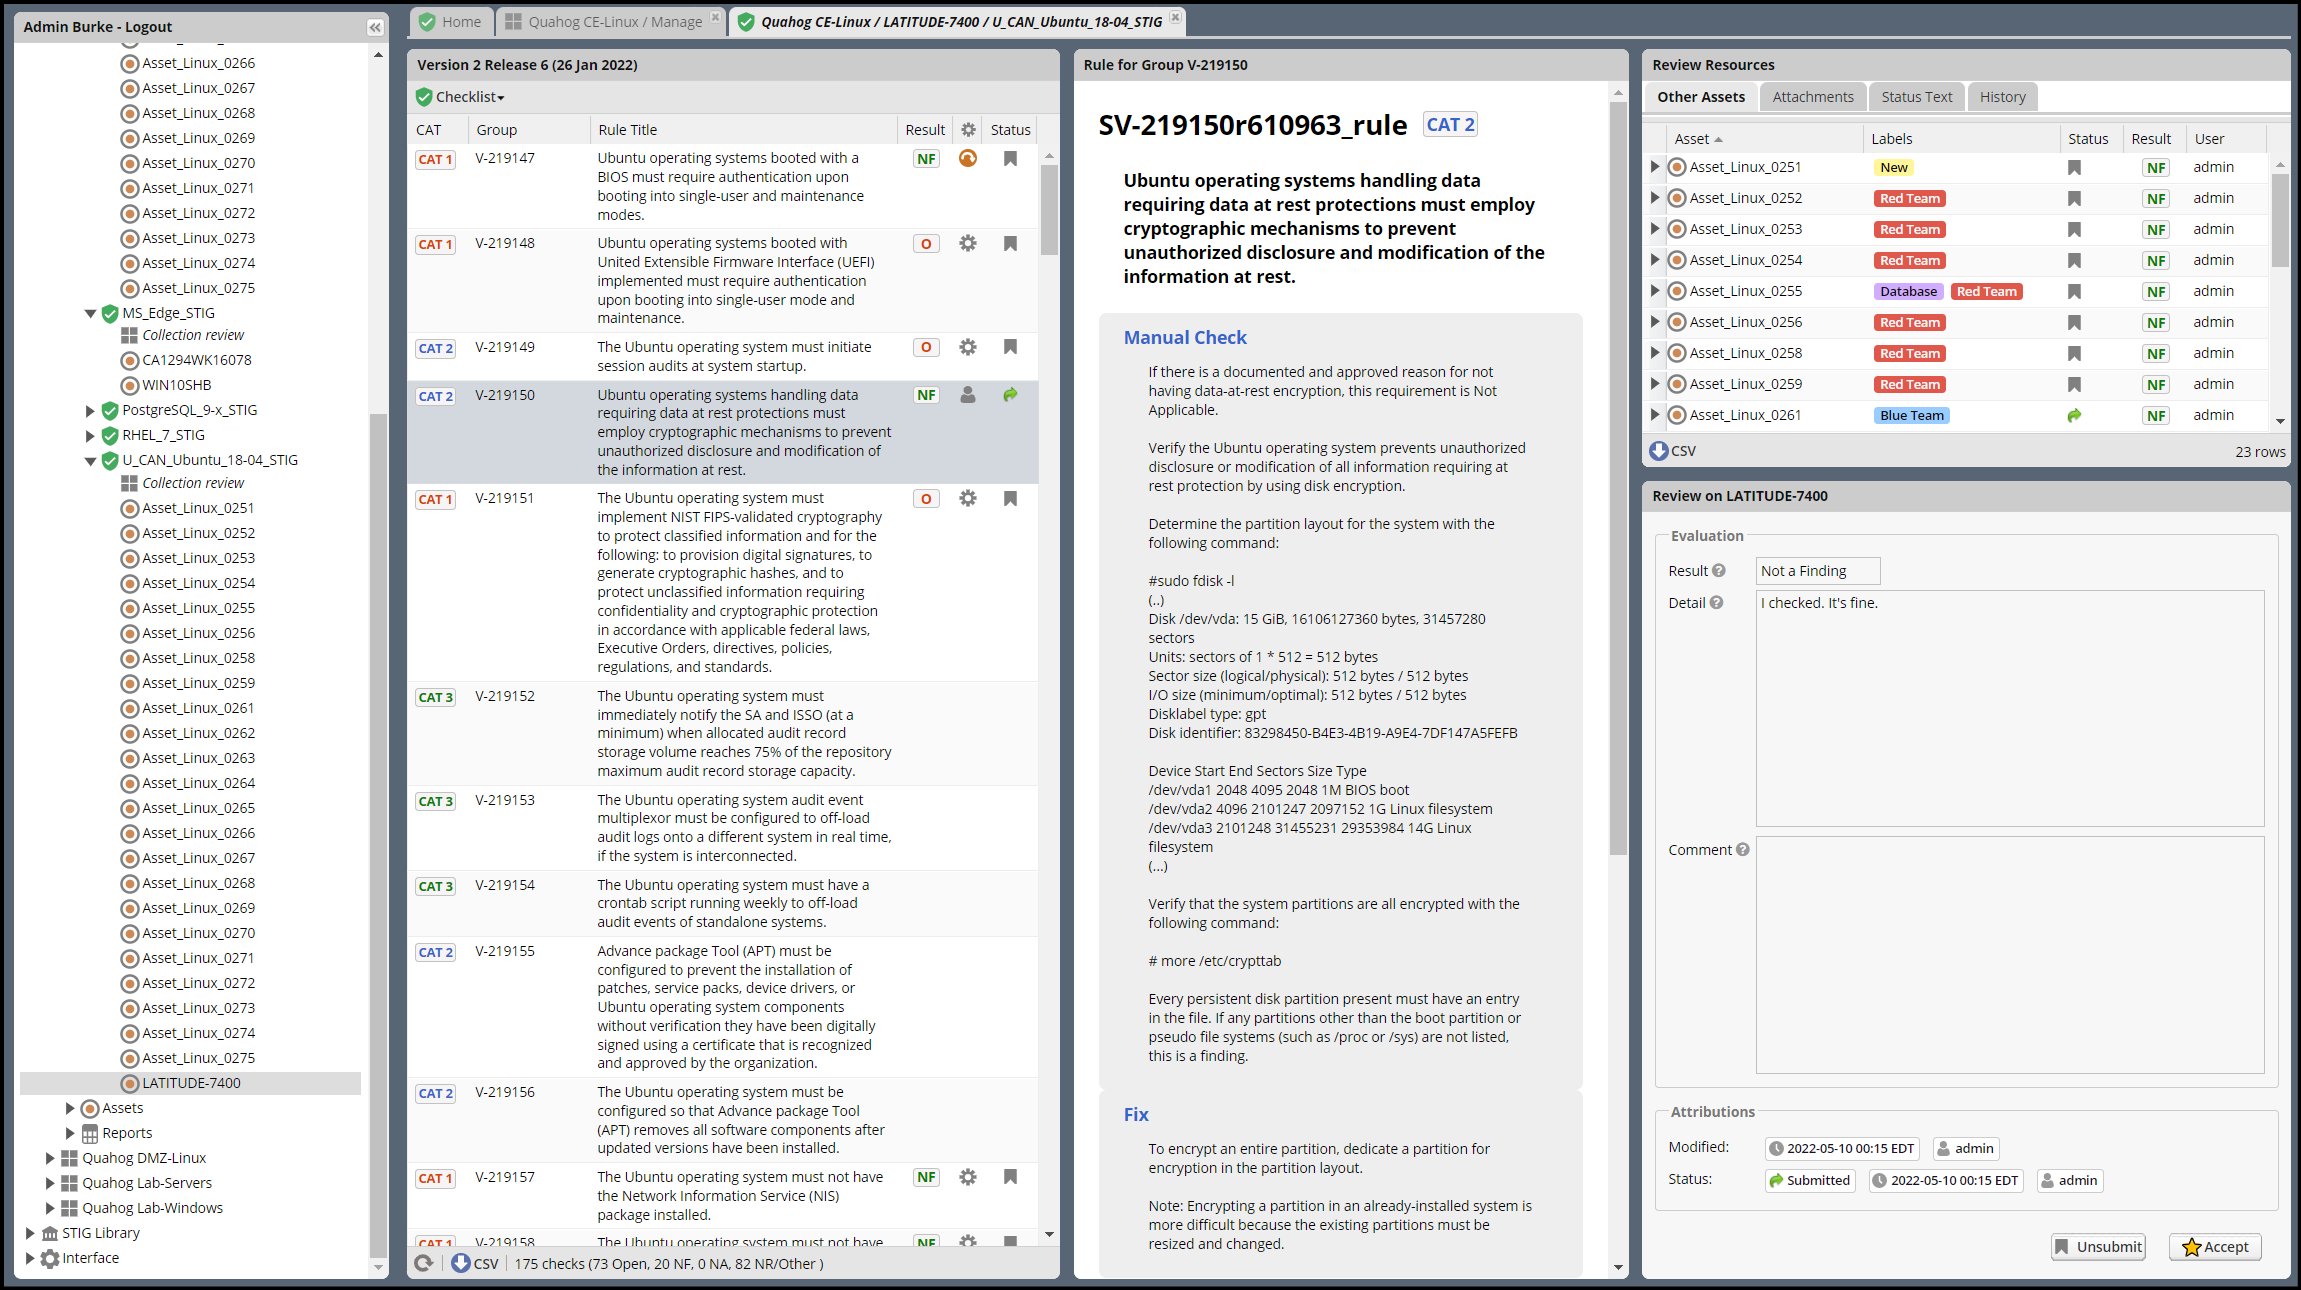 Admin Burke - Logout
Asset_Linux_0266
Asset_Linux_0267
Asset_Linux_0268
Asset_Linux_0269
Asset_Linux_0270
Asset_Linux_0271
Asset_Linux_0272
Asset_Linux_0273
Asset_Linux_0274
Asset_Linux_0275
MS_Edge_STIG
Collection review
CA1294WK16078
WIN10SHB
PostgreSQL_9-x_STIG
RHEL_7_STIG
U_CAN_Ubuntu_18-04_STIG
Collection review
Asset_Linux_0251
Asset_Linux_0252
Asset_Linux_0253
Asset_Linux_0254
Asset_Linux_0255
Asset_Linux_0256
Asset_Linux_0258
Asset_Linux_0259
Asset_Linux_0261
Asset_Linux_0262
Asset_Linux_0263
Asset_Linux_0264
Asset_Linux_0265
Asset_Linux_0266
Asset_Linux_0267
Asset_Linux_0268
Asset_Linux_0269
Asset_Linux_0270
Asset_Linux_0271
Asset_Linux_0272
Asset_Linux_0273
Asset_Linux_0274
Asset_Linux_0275
LATITUDE-7400
Assets
Reports
Quahog DMZ-Linux
Quahog Lab-Servers
Quahog Lab-Windows
STIG Library
Interface
Home
Quahog CE-Linux / Manage
Quahog CE-Linux / LATITUDE-7400 / U_CAN_Ubuntu_18-04_STIG
Version 2 Release 6 (26 Jan 2022)
Checklist
CAT Group Rule Title Result Status
CAT 1 V-219147 Ubuntu operating systems booted with a NF
BIOS must require authentication upon
booting into single-user and maintenance
modes.
CAT 1 V-219148 Ubuntu operating systems booted with O
United Extensible Firmware Interface (UEFI)
implemented must require authentication
upon booting into single-user mode and
maintenance.
CAT 2 V-219149 The Ubuntu operating system must initiate O
session audits at system startup.
CAT 2 V-219150 Ubuntu operating systems handling data NF
requiring data at rest protections must
employ cryptographic mechanisms to prevent
unauthorized disclosure and modification of
the information at rest.
CAT 1 V-219151 The Ubuntu operating system must O
implement NIST FIPS-validated cryptography
to protect classified information and for the
following: to provision digital signatures, to
generate cryptographic hashes, and to
protect unclassified information requiring
confidentiality and cryptographic protection
in accordance with applicable federal laws,
Executive Orders, directives, policies,
regulations, and standards.
CAT 3 V-219152 The Ubuntu operating system must
immediately notify the SA and ISSO (at a
minimum) when allocated audit record
storage volume reaches 75% of the repository
maximum audit record storage capacity.
CAT 3 V-219153 The Ubuntu operating system audit event
multiplexor must be configured to off-load
audit logs onto a different system in real time,
if the system is interconnected.
CAT 3 V-219154 The Ubuntu operating system must have a
crontab script running weekly to off-load
audit events of standalone systems.
CAT 2 V-219155 Advance package Tool (APT) must be
configured to prevent the installation of
patches, service packs, device drivers, or
Ubuntu operating system components
without verification they have been digitally
signed using a certificate that is recognized
and approved by the organization.
CAT 2 V-219156 The Ubuntu operating system must be
configured so that Advance package Tool
(APT) removes all software components after
updated versions have been installed.
CAT 1 V-219157 The Ubuntu operating system must not have NF
the Network Information Service (NIS)
package installed.
CAT 1 V-219158 The Ubuntu operating system must not have NF
CSV 175 checks (73 Open, 20 NF, 0 NA, 82 NR/Other )
Rule for Group V-219150
SV-219150r610963_rule CAT 2
Ubuntu operating systems handling data
requiring data at rest protections must employ
cryptographic mechanisms to prevent
unauthorized disclosure and modification of the
information at rest.
Manual Check
If there is a documented and approved reason for not
having data-at-rest encryption, this requirement is Not
Applicable.
Verify the Ubuntu operating system prevents unauthorized
disclosure or modification of all information requiring at
rest protection by using disk encryption.
Determine the partition layout for the system with the
following command:
#sudo fdisk -l
(..)
Disk /dev/vda: 15 GiB, 16106127360 bytes, 31457280
sectors
Units: sectors of 1 * 512 = 512 bytes
Sector size (logical/physical): 512 bytes / 512 bytes
I/O size (minimum/optimal): 512 bytes / 512 bytes
Disklabel type: gpt
Disk identifier: 83298450-B4E3-4B19-A9E4-7DF147A5FEFB
Device Start End Sectors Size Type
/dev/vda1 2048 4095 2048 1M BIOS boot
/dev/vda2 4096 2101247 2097152 1G Linux filesystem
/dev/vda3 2101248 31455231 29353984 14G Linux
filesystem
(...)
Verify that the system partitions are all encrypted with the
following command:
# more /etc/crypttab
Every persistent disk partition present must have an entry
in the file. If any partitions other than the boot partition or
pseudo file systems (such as /proc or /sys) are not listed,
this is a finding.
Fix
To encrypt an entire partition, dedicate a partition for
encryption in the partition layout.
Note: Encrypting a partition in an already-installed system is
more difficult because the existing partitions must be
resized and changed.
Review Resources
Other Assets Attachments Status Text History
Asset Labels Status Result User
Asset_Linux_0251 New NF admin
Asset_Linux_0252 Red Team NF admin
Asset_Linux_0253 Red Team NF admin
Asset_Linux_0254 Red Team NF admin
Asset_Linux_0255 Database Red Team NF admin
Asset_Linux_0256 Red Team NF admin
Asset_Linux_0258 Red Team NF admin
Asset_Linux_0259 Red Team NF admin
Asset_Linux_0261 Blue Team NF admin
CSV 23 rows
Review on LATITUDE-7400
Evaluation
Result Not a Finding
Detail I checked. It's fine.
Comment
Attributions
Modified: 2022-05-10 00:15 EDT admin
Status: Submitted 2022-05-10 00:15 EDT admin
Unsubmit Accept